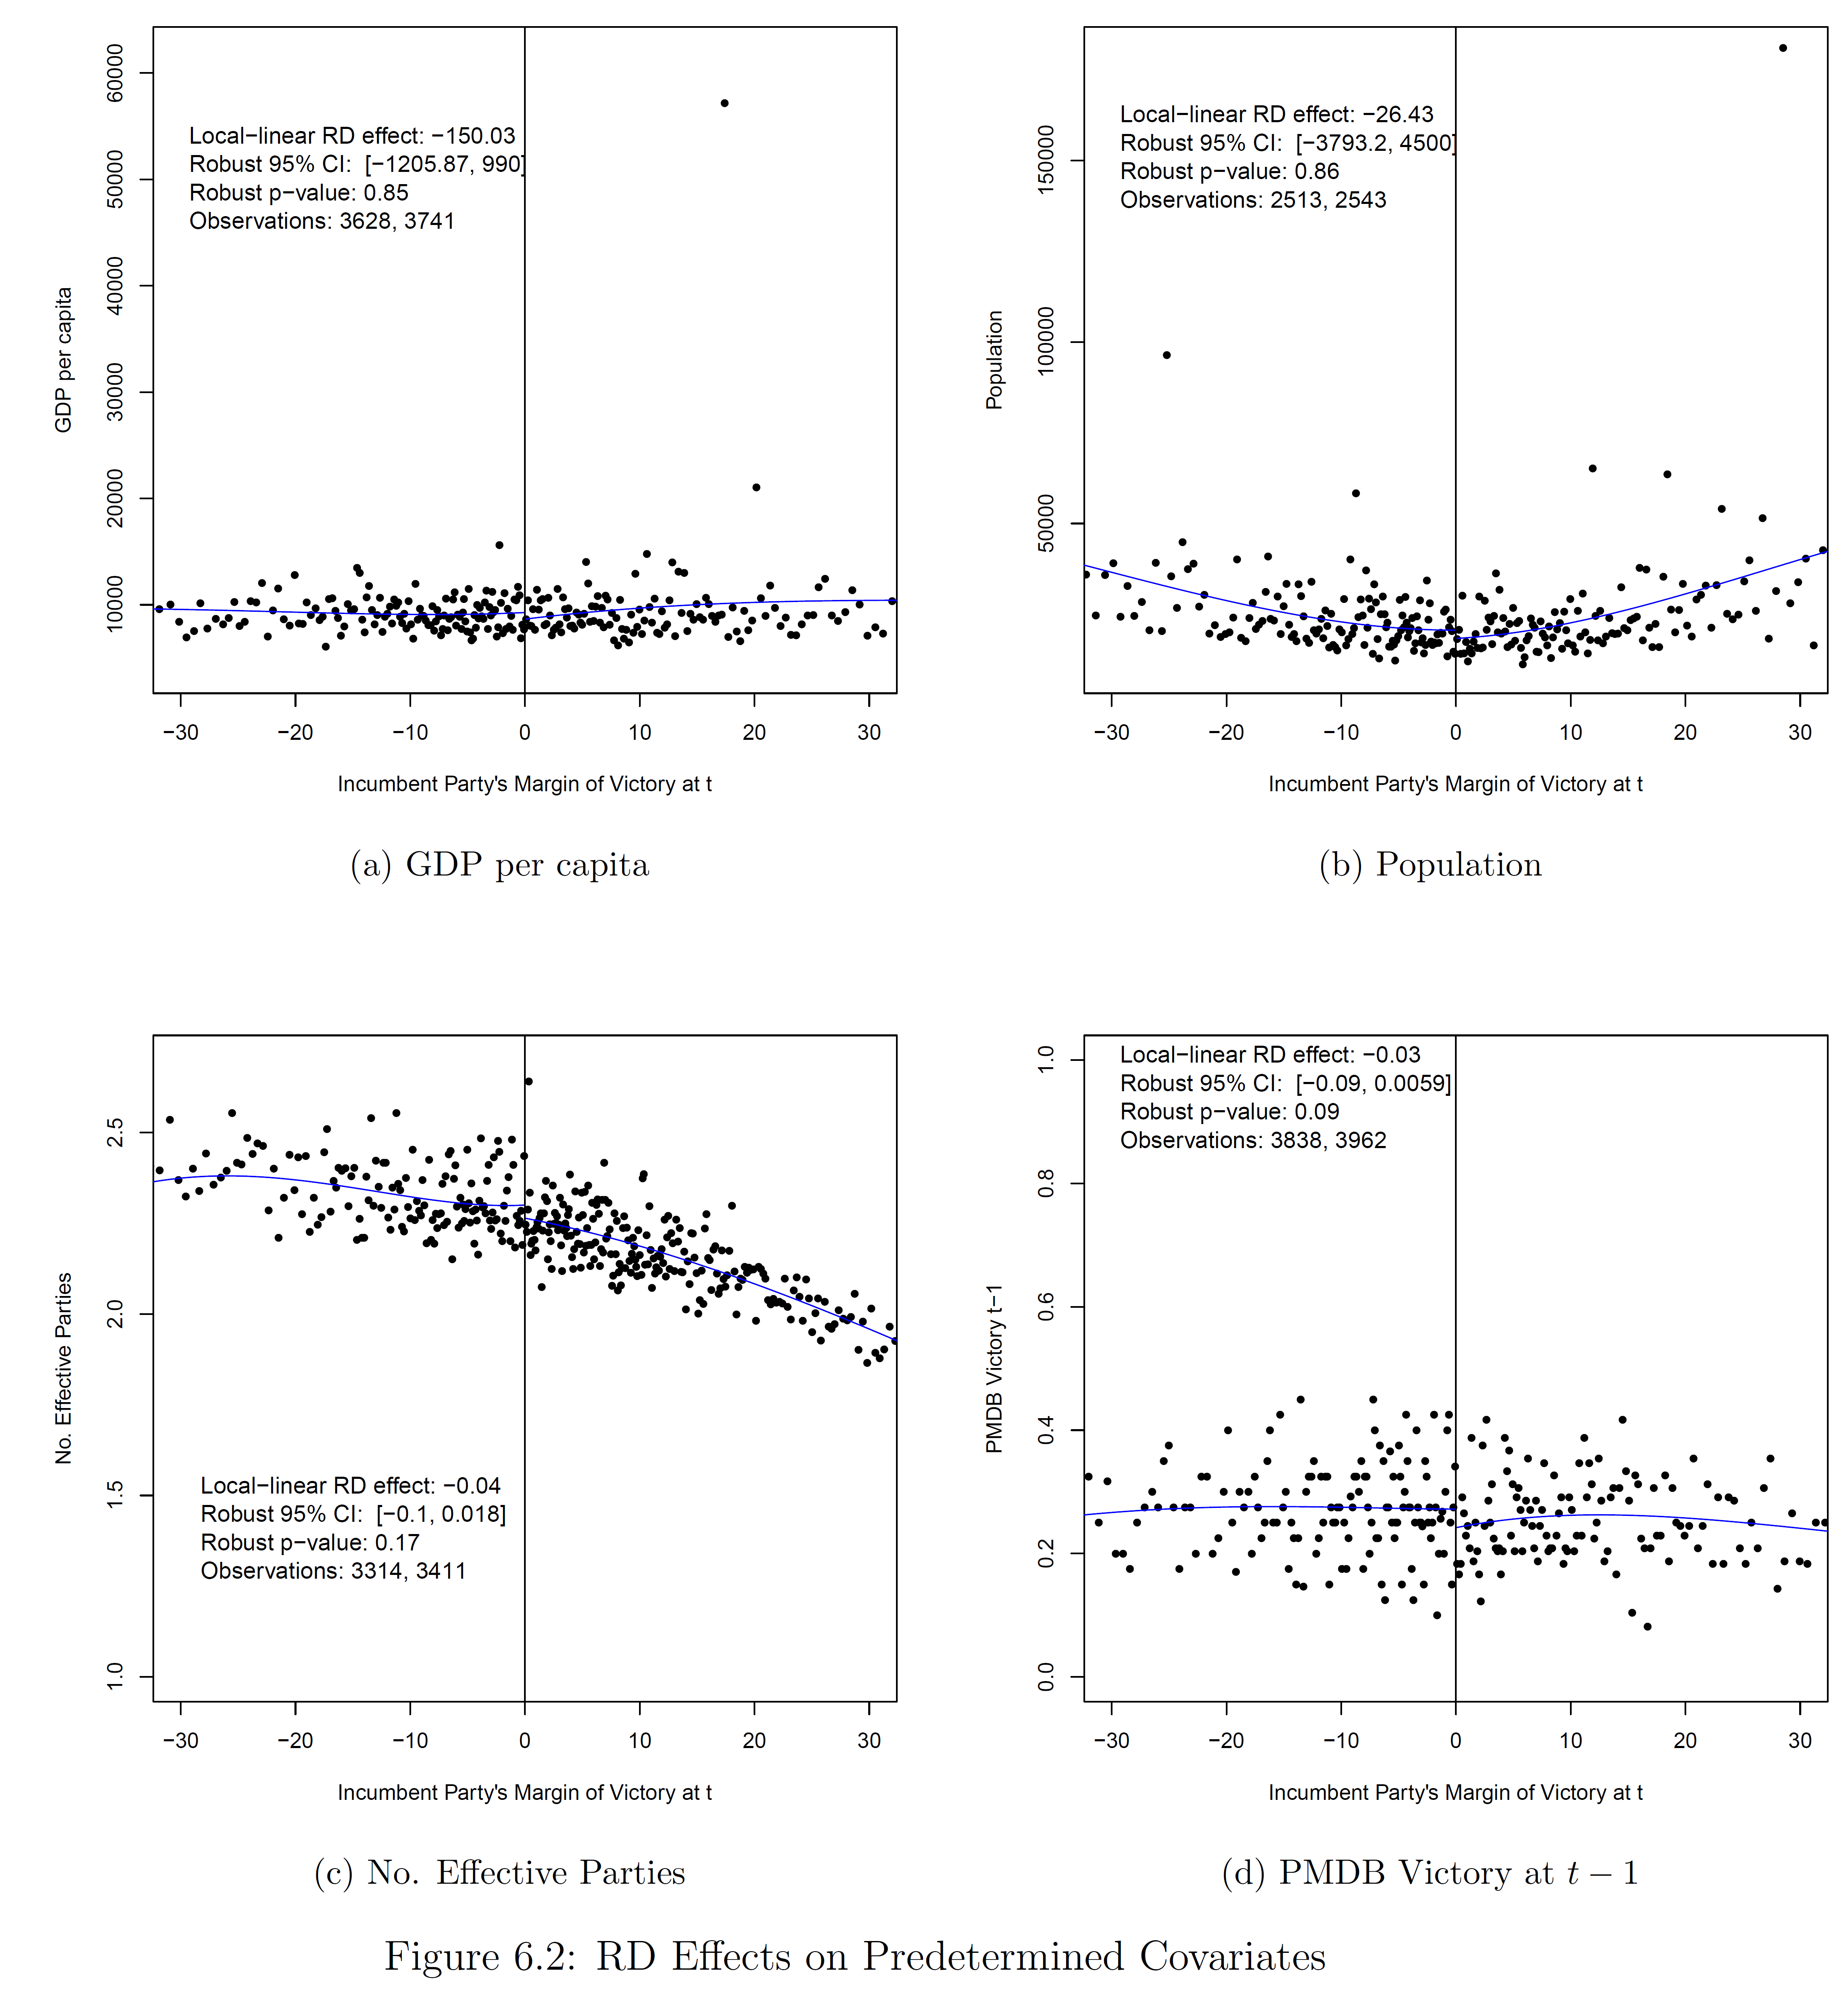 60000
50000
40000
30000
20000
10000
GDP per capita
Local−linear RD effect: −150.03
Robust 95% CI: [−1205.87, 990]
Robust p−value: 0.85
Observations: 3628, 3741
−30 −20 −10 0 10 20 30
Incumbent Party's Margin of Victory at t
(a) GDP per capita
150000
100000
50000
Population
Local−linear RD effect: −26.43
Robust 95% CI: [−3793.2, 4500]
Robust p−value: 0.86
Observations: 2513, 2543
−30 −20 −10 0 10 20 30
Incumbent Party's Margin of Victory at t
(b) Population
2.5
2.0
1.5
1.0
No. Effective Parties
Local−linear RD effect: −0.04
Robust 95% CI: [−0.1, 0.018]
Robust p−value: 0.17
Observations: 3314, 3411
−30 −20 −10 0 10 20 30
Incumbent Party's Margin of Victory at t
(c) No. Effective Parties
1.0
0.8
0.6
0.4
0.2
0.0
PMDB Victory t−1
Local−linear RD effect: −0.03
Robust 95% CI: [−0.09, 0.0059]
Robust p−value: 0.09
Observations: 3838, 3962
−30 −20 −10 0 10 20 30
Incumbent Party's Margin of Victory at t
(d) PMDB Victory at t − 1
Figure 6.2: RD Effects on Predetermined Covariates